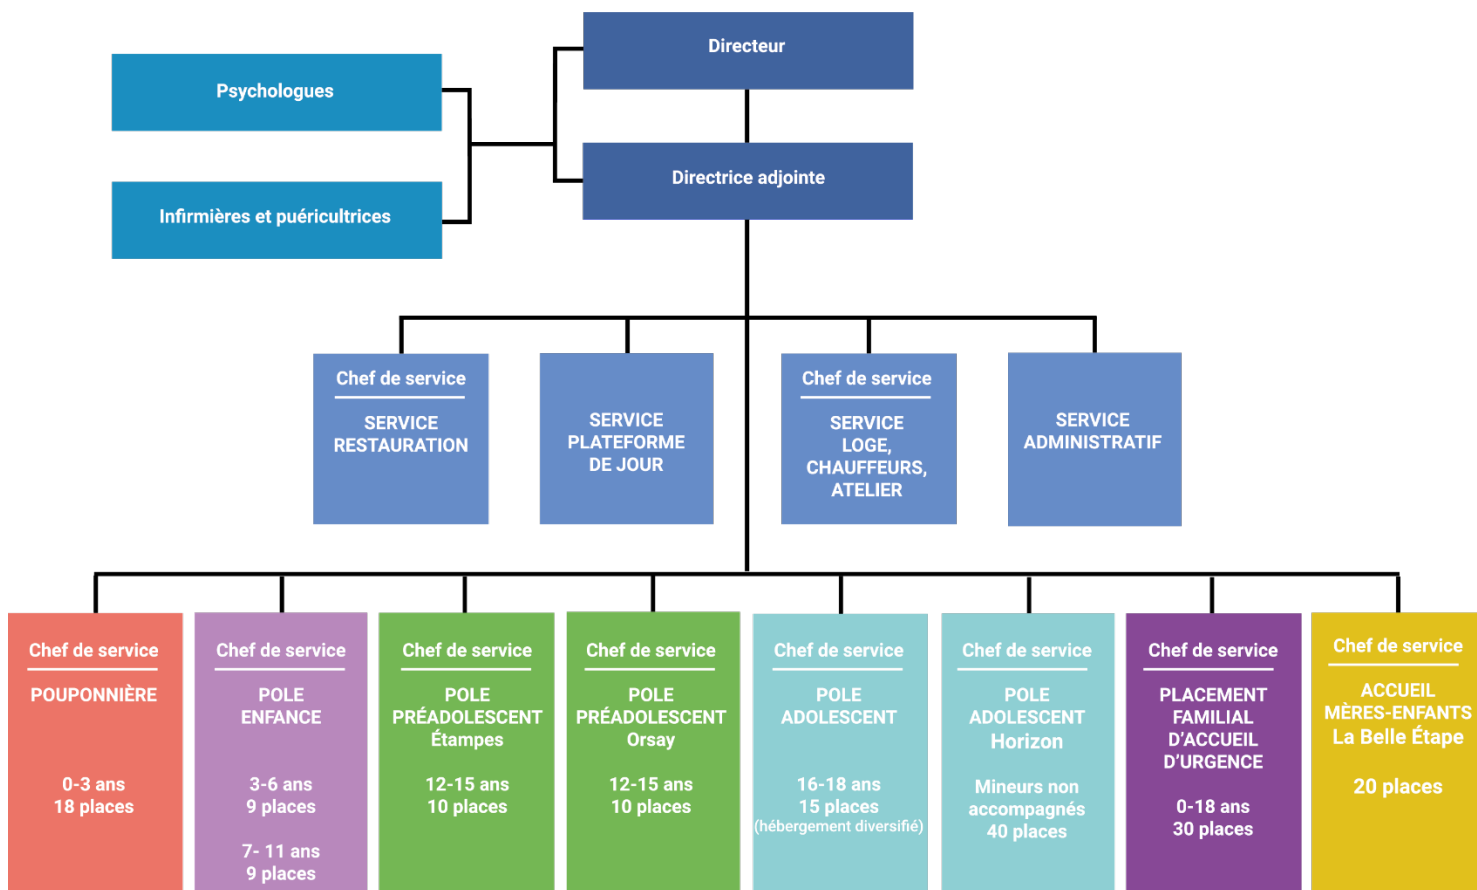 Directeur
Psychologues
Directrice adjointe
Infirmières et puéricultrices
Chef de service
SERVICE
RESTAURATION
SERVICE
PLATEFORME
DE JOUR
Chef de service
SERVICE
LOGE,
CHAUFFEURS,
ATELIER
SERVICE
ADMINISTRATIF
Chef de service
POUPONNIÈRE
0-3 ans
18 places
Chef de service
POLE
ENFANCE
3-6 ans
9 places
7- 11 ans
9 places
Chef de service
POLE
PRÉADOLESCENT
Étampes
12-15 ans
10 places
Chef de service
POLE
PRÉADOLESCENT
Orsay
12-15 ans
10 places
Chef de service
POLE
ADOLESCENT
16-18 ans
15 places
(hébergement diversifié)
Chef de service
POLE
ADOLESCENT
Horizon
Mineurs non
accompagnés
40 places
Chef de service
PLACEMENT
FAMILIAL
D'ACCUEIL
D'URGENCE
0-18 ans
30 places
Chef de service
ACCUEIL
MÈRES-ENFANTS
La Belle Étape
20 places